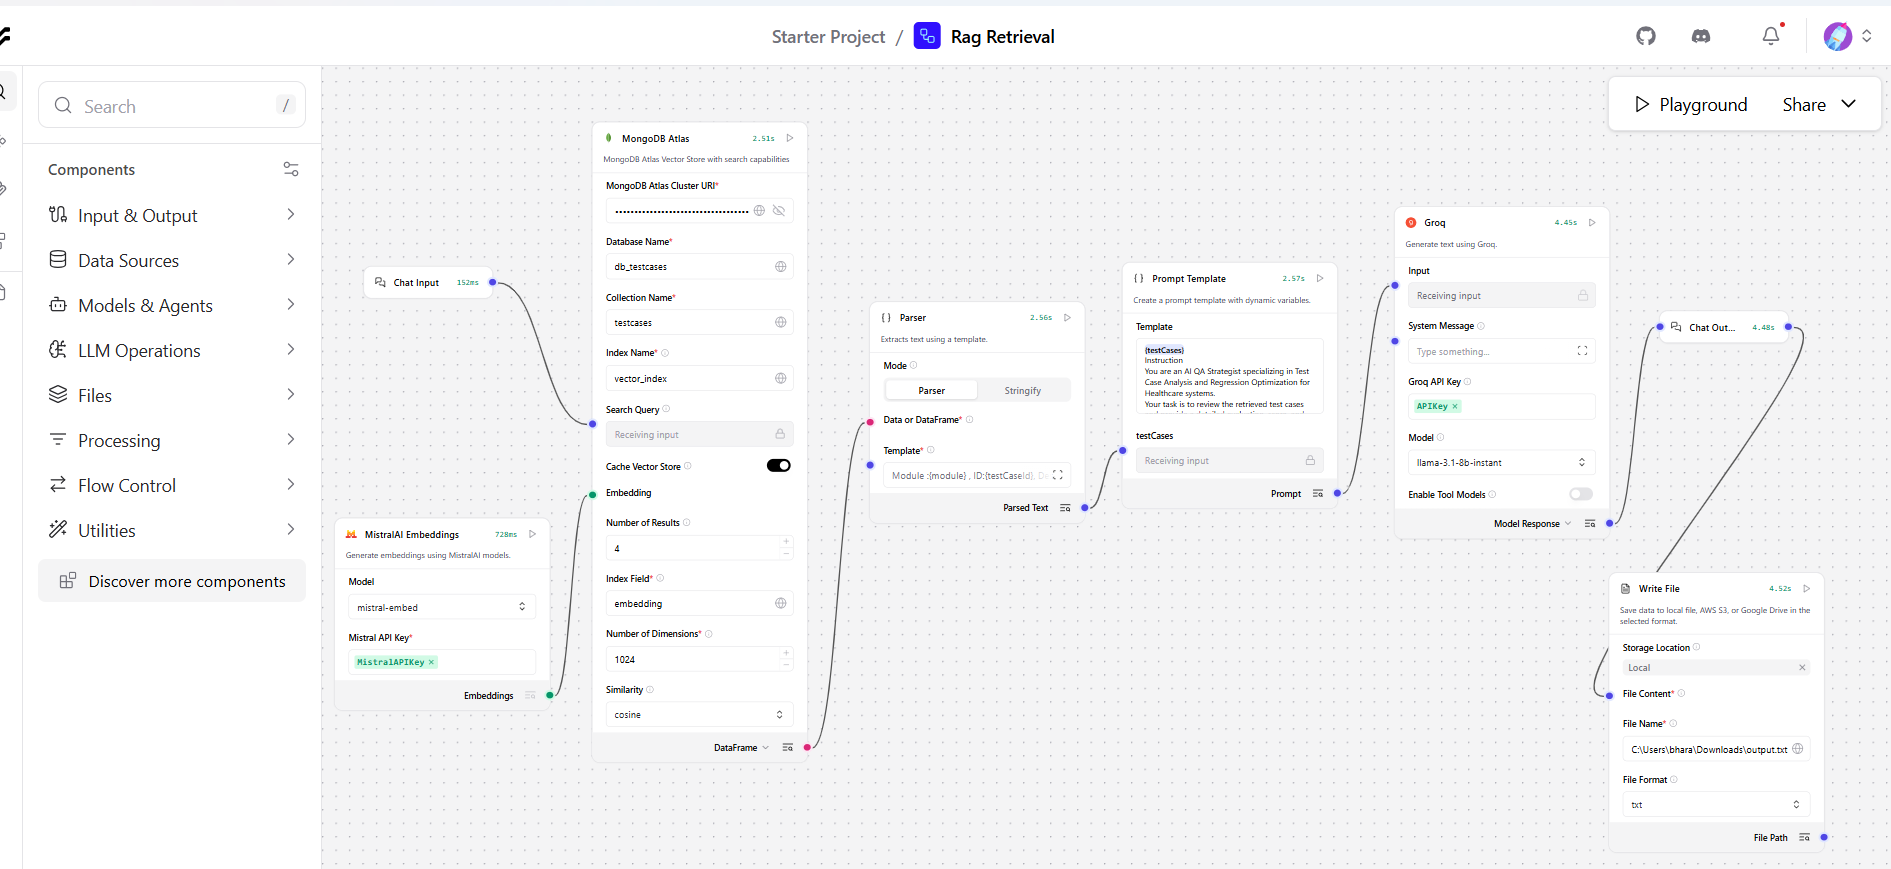 Starter Project / Rag Retrieval
Search /
Playground
Share
Components
Input & Output
Data Sources
Models & Agents
LLM Operations
Files
Processing
Flow Control
Utilities
Discover more components
Chat Input 152ms
MistralAI Embeddings 728ms
Generate embeddings using MistralAI models.
Model
mistral-embed
Mistral API Key*
MistralAPIKey ×
Embeddings
MongoDB Atlas 2.51s
MongoDB Atlas Vector Store with search capabilities
MongoDB Atlas Cluster URI*
Database Name*
db_testcases
Collection Name*
testcases
Index Name*
vector_index
Search Query
Receiving input
Cache Vector Store
Embedding
Number of Results
4
Index Field*
embedding
Number of Dimensions*
1024
Similarity
cosine
DataFrame
Parser 2.56s
Extracts text using a template.
Mode
Parser Stringify
Data or DataFrame*
Template*
Module :{module} , ID:{testCaseId}, De
Parsed Text
Prompt Template 2.57s
Create a prompt template with dynamic variables.
Template
{testCases}
Instruction
You are an AI QA Strategist specializing in Test
Case Analysis and Regression Optimization for
Healthcare systems.
Your task is to review the retrieved test cases
testCases
Receiving input
Prompt
Groq 4.45s
Generate text using Groq.
Input
Receiving input
System Message
Type something...
Groq API Key
APIKey ×
Model
llama-3.1-8b-instant
Enable Tool Models
Model Response
Chat Out... 4.48s
Write File 4.52s
Save data to local file, AWS S3, or Google Drive in the
selected format.
Storage Location
Local
File Content*
File Name*
C:\Users\bhara\Downloads\output.txt
File Format
txt
File Path